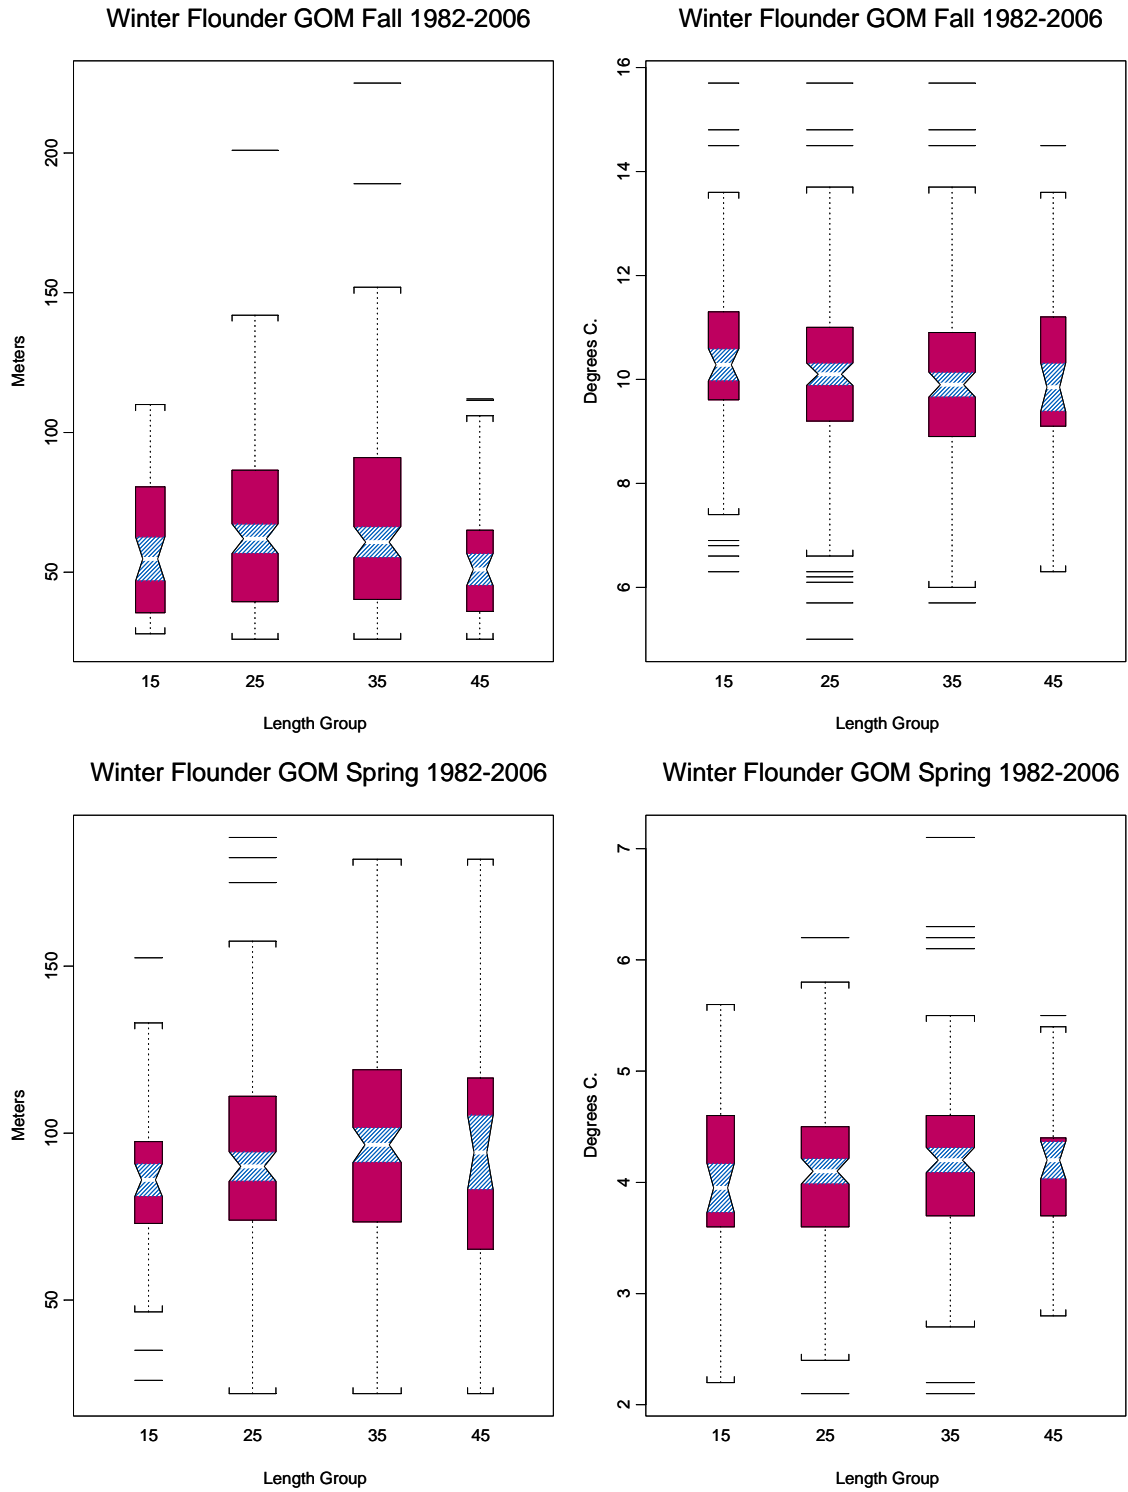 Winter Flounder GOM Fall 1982-2006
Meters
200
150
100
50
15 25 35 45
Length Group
Winter Flounder GOM Fall 1982-2006
Degrees C.
16
14
12
10
8
6
15 25 35 45
Length Group
Winter Flounder GOM Spring 1982-2006
Meters
150
100
50
15 25 35 45
Length Group
Winter Flounder GOM Spring 1982-2006
Degrees C.
7
6
5
4
3
2
15 25 35 45
Length Group